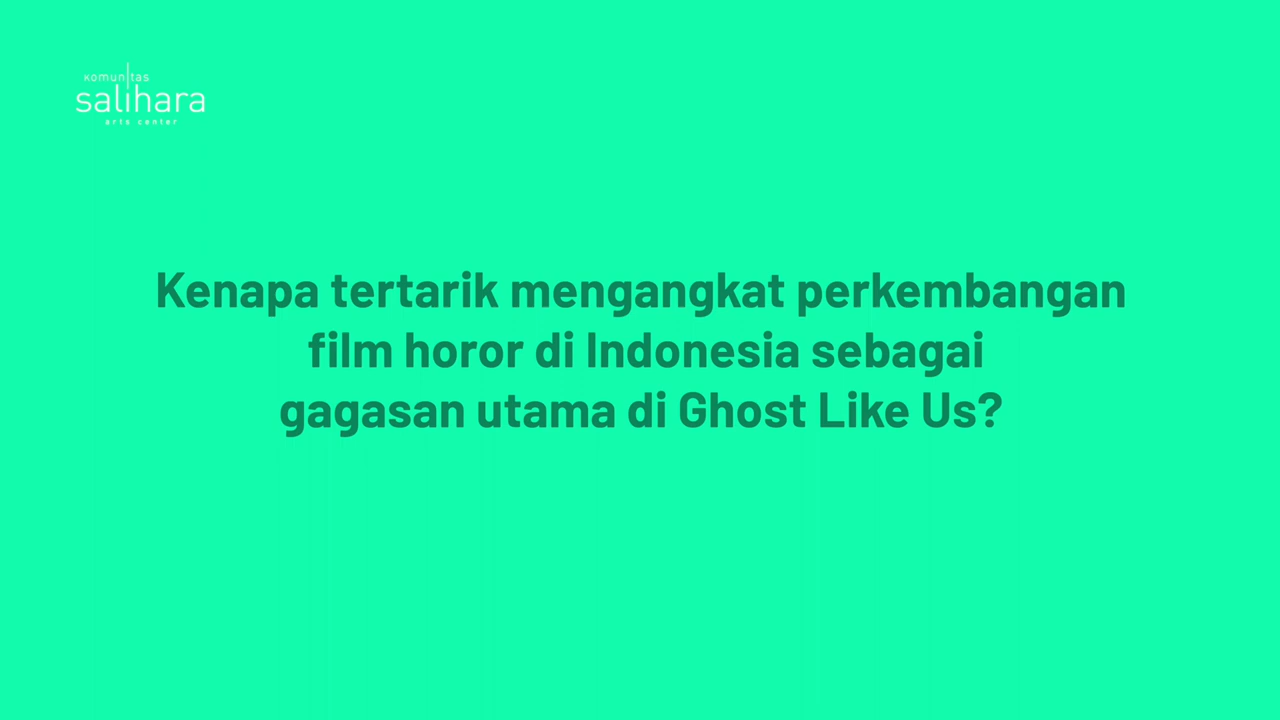 komunitas
salihara
arts center
Kenapa tertarik mengangkat perkembangan
film horor di Indonesia sebagai
gagasan utama di Ghost Like Us?